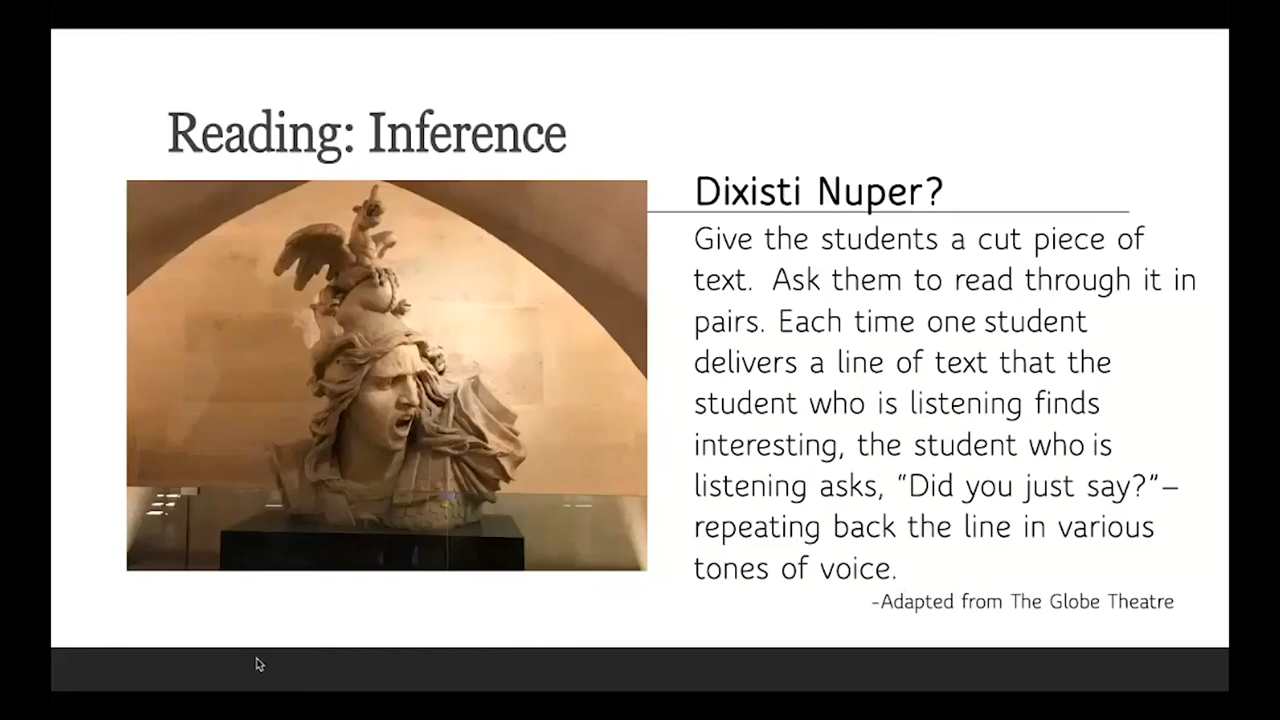 Reading: Inference
Dixisti Nuper?
Give the students a cut piece of
text.  Ask them to read through it in
pairs. Each time one student
delivers a line of text that the
student who is listening finds
interesting, the student who is
listening asks, “Did you just say?”–
repeating back the line in various
tones of voice.
-Adapted from The Globe Theatre